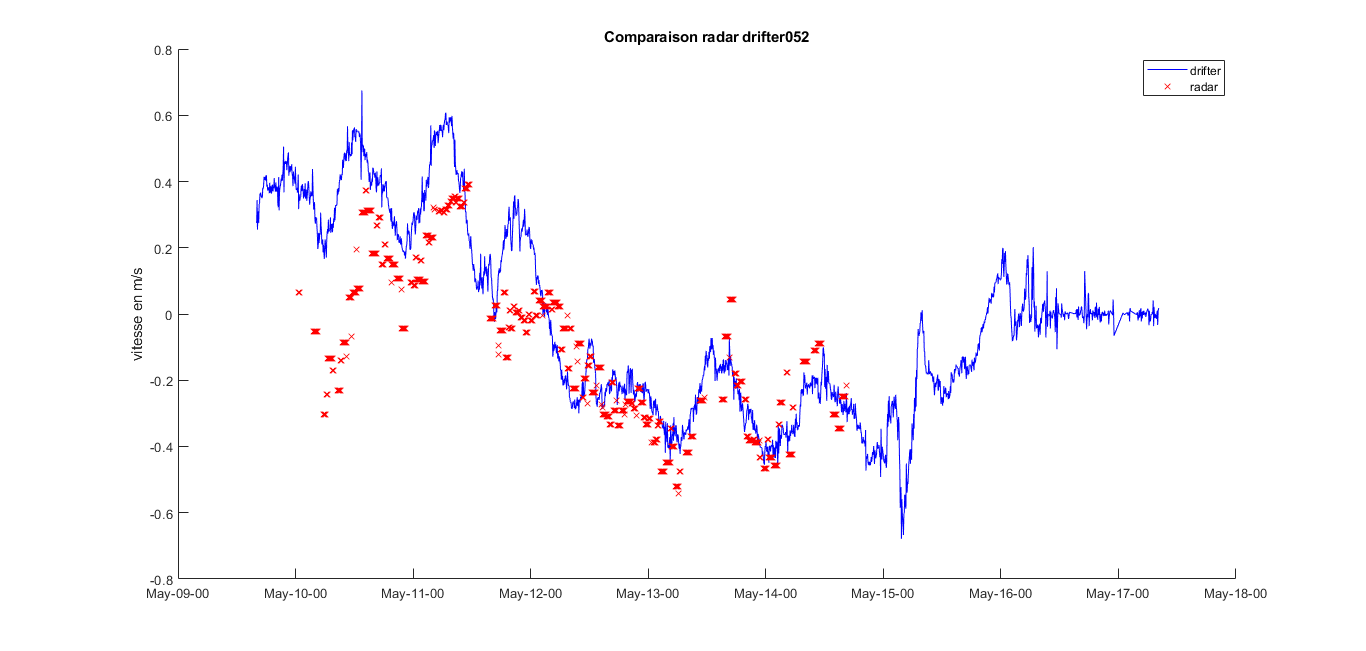 Comparaison radar drifter052
drifter
radar
vitesse en m/s
0.8
0.6
0.4
0.2
0
-0.2
-0.4
-0.6
-0.8
May-09-00 May-10-00 May-11-00 May-12-00 May-13-00 May-14-00 May-15-00 May-16-00 May-17-00 May-18-00